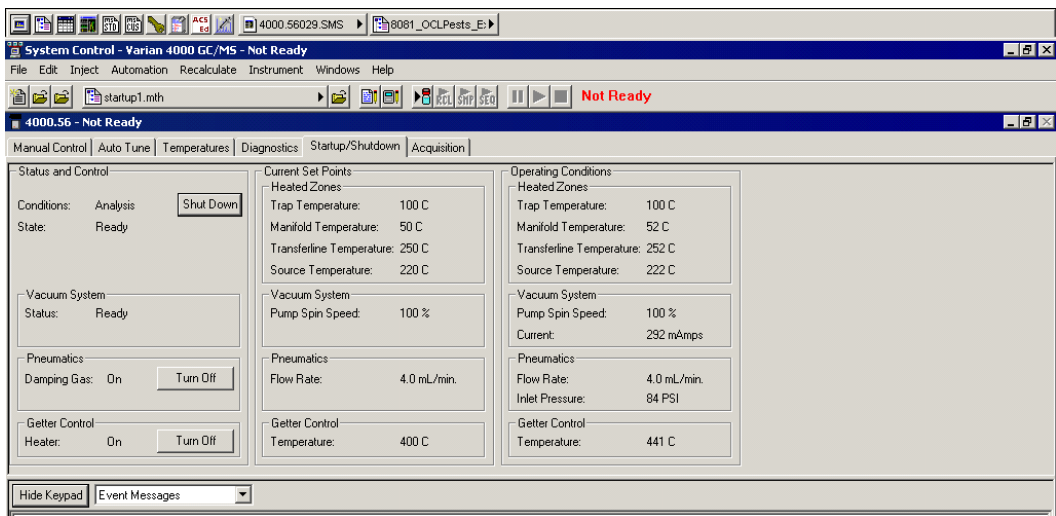 4000.56029.SMS 8081_OCLPests_E:
System Control - Varian 4000 GC/MS - Not Ready
File Edit Inject Automation Recalculate Instrument Windows Help
startup1.mth RCL SMP SEQ Not Ready
4000.56 - Not Ready
Manual Control Auto Tune Temperatures Diagnostics Startup/Shutdown Acquisition
Status and Control
Conditions: Analysis Shut Down
State: Ready
Vacuum System
Status: Ready
Pneumatics
Damping Gas: On Turn Off
Getter Control
Heater: On Turn Off
Current Set Points
Heated Zones
Trap Temperature: 100 C
Manifold Temperature: 50 C
Transferline Temperature: 250 C
Source Temperature: 220 C
Vacuum System
Pump Spin Speed: 100 %
Pneumatics
Flow Rate: 4.0 mL/min.
Getter Control
Temperature: 400 C
Operating Conditions
Heated Zones
Trap Temperature: 100 C
Manifold Temperature: 52 C
Transferline Temperature: 252 C
Source Temperature: 222 C
Vacuum System
Pump Spin Speed: 100 %
Current: 292 mAmps
Pneumatics
Flow Rate: 4.0 mL/min.
Inlet Pressure: 84 PSI
Getter Control
Temperature: 441 C
Hide Keypad Event Messages